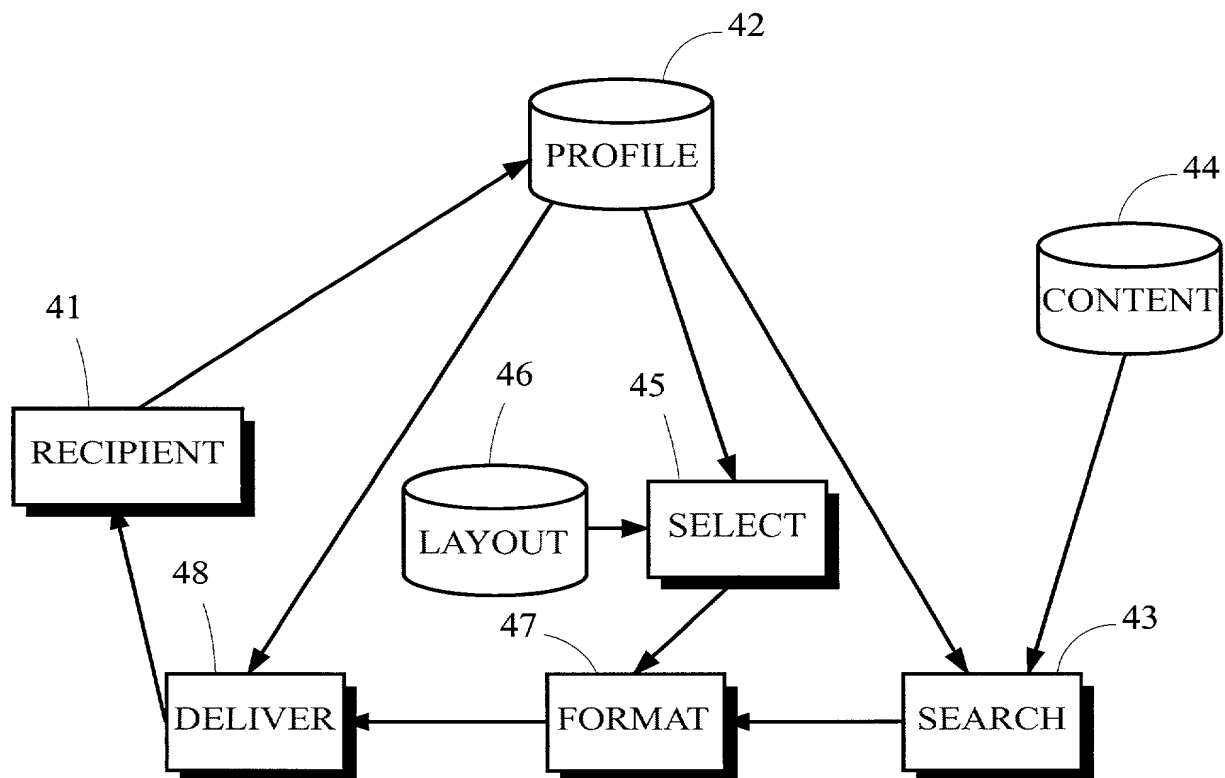 42
PROFILE
44
CONTENT
41
RECIPIENT
46
LAYOUT
45
SELECT
48
DELIVER
47
FORMAT
43
SEARCH